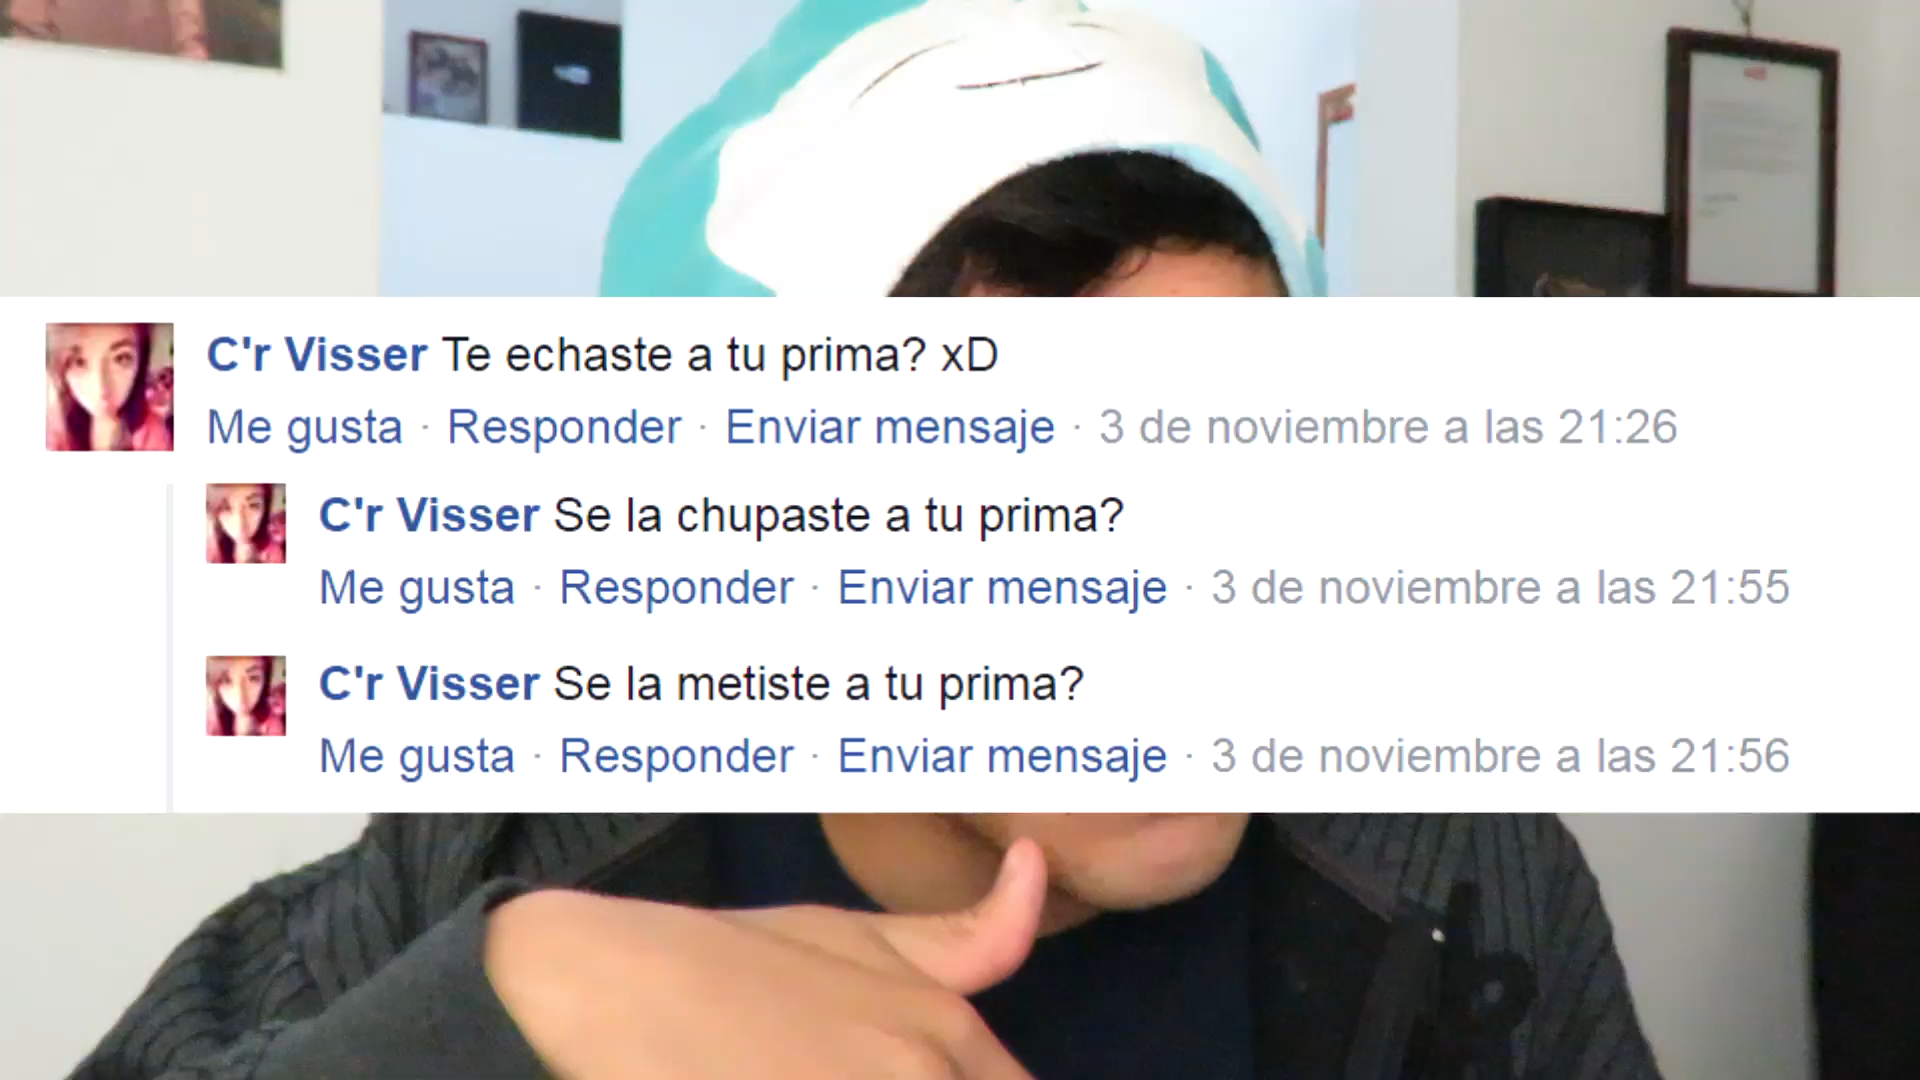 C'r Visser Te echaste a tu prima? xD
Me gusta · Responder · Enviar mensaje · 3 de noviembre a las 21:26
C'r Visser Se la chupaste a tu prima?
Me gusta · Responder · Enviar mensaje · 3 de noviembre a las 21:55
C'r Visser Se la metiste a tu prima?
Me gusta · Responder · Enviar mensaje · 3 de noviembre a las 21:56